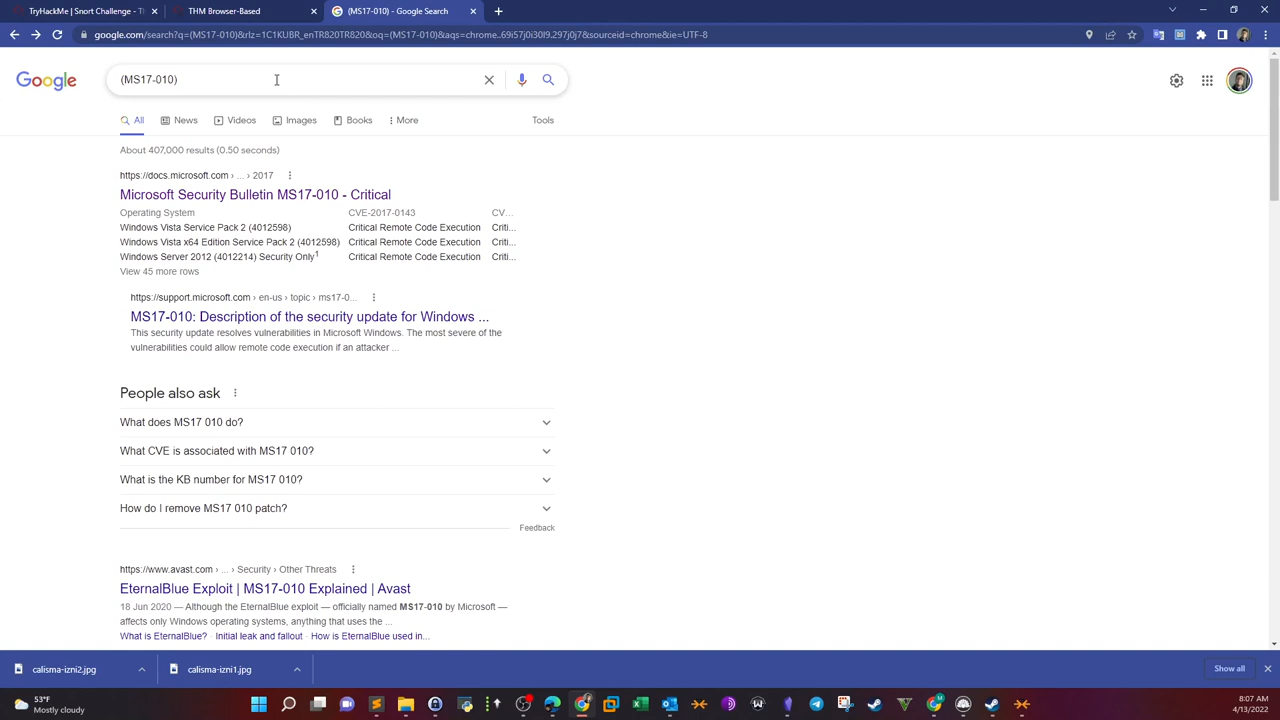 TryHackMe | Snort Challenge - Th
THM Browser-Based
(MS17-010) - Google Search
google.com/search?q=(MS17-010)&rlz=1C1KUBR_enTR820TR820&oq=(MS17-010)&aqs=chrome..69i57j0i30l9.297j0j7&sourceid=chrome&ie=UTF-8
Google
(MS17-010)
All
News
Videos
Images
Books
More
Tools
About 407,000 results (0.50 seconds)
https://docs.microsoft.com › ... › 2017
Microsoft Security Bulletin MS17-010 - Critical
Operating System CVE-2017-0143 CV...
Windows Vista Service Pack 2 (4012598) Critical Remote Code Execution Criti...
Windows Vista x64 Edition Service Pack 2 (4012598) Critical Remote Code Execution Criti...
Windows Server 2012 (4012214) Security Only1 Critical Remote Code Execution Criti...
View 45 more rows
https://support.microsoft.com › en-us › topic › ms17-0...
MS17-010: Description of the security update for Windows ...
This security update resolves vulnerabilities in Microsoft Windows. The most severe of the
vulnerabilities could allow remote code execution if an attacker ...
People also ask
What does MS17 010 do?
What CVE is associated with MS17 010?
What is the KB number for MS17 010?
How do I remove MS17 010 patch?
Feedback
https://www.avast.com › ... › Security › Other Threats
EternalBlue Exploit | MS17-010 Explained | Avast
18 Jun 2020 — Although the EternalBlue exploit — officially named MS17-010 by Microsoft —
affects only Windows operating systems, anything that uses the ...
What is EternalBlue? · Initial leak and fallout · How is EternalBlue used in...
calisma-izni2.jpg
calisma-izni1.jpg
Show all
53°F
Mostly cloudy
8:07 AM
4/13/2022